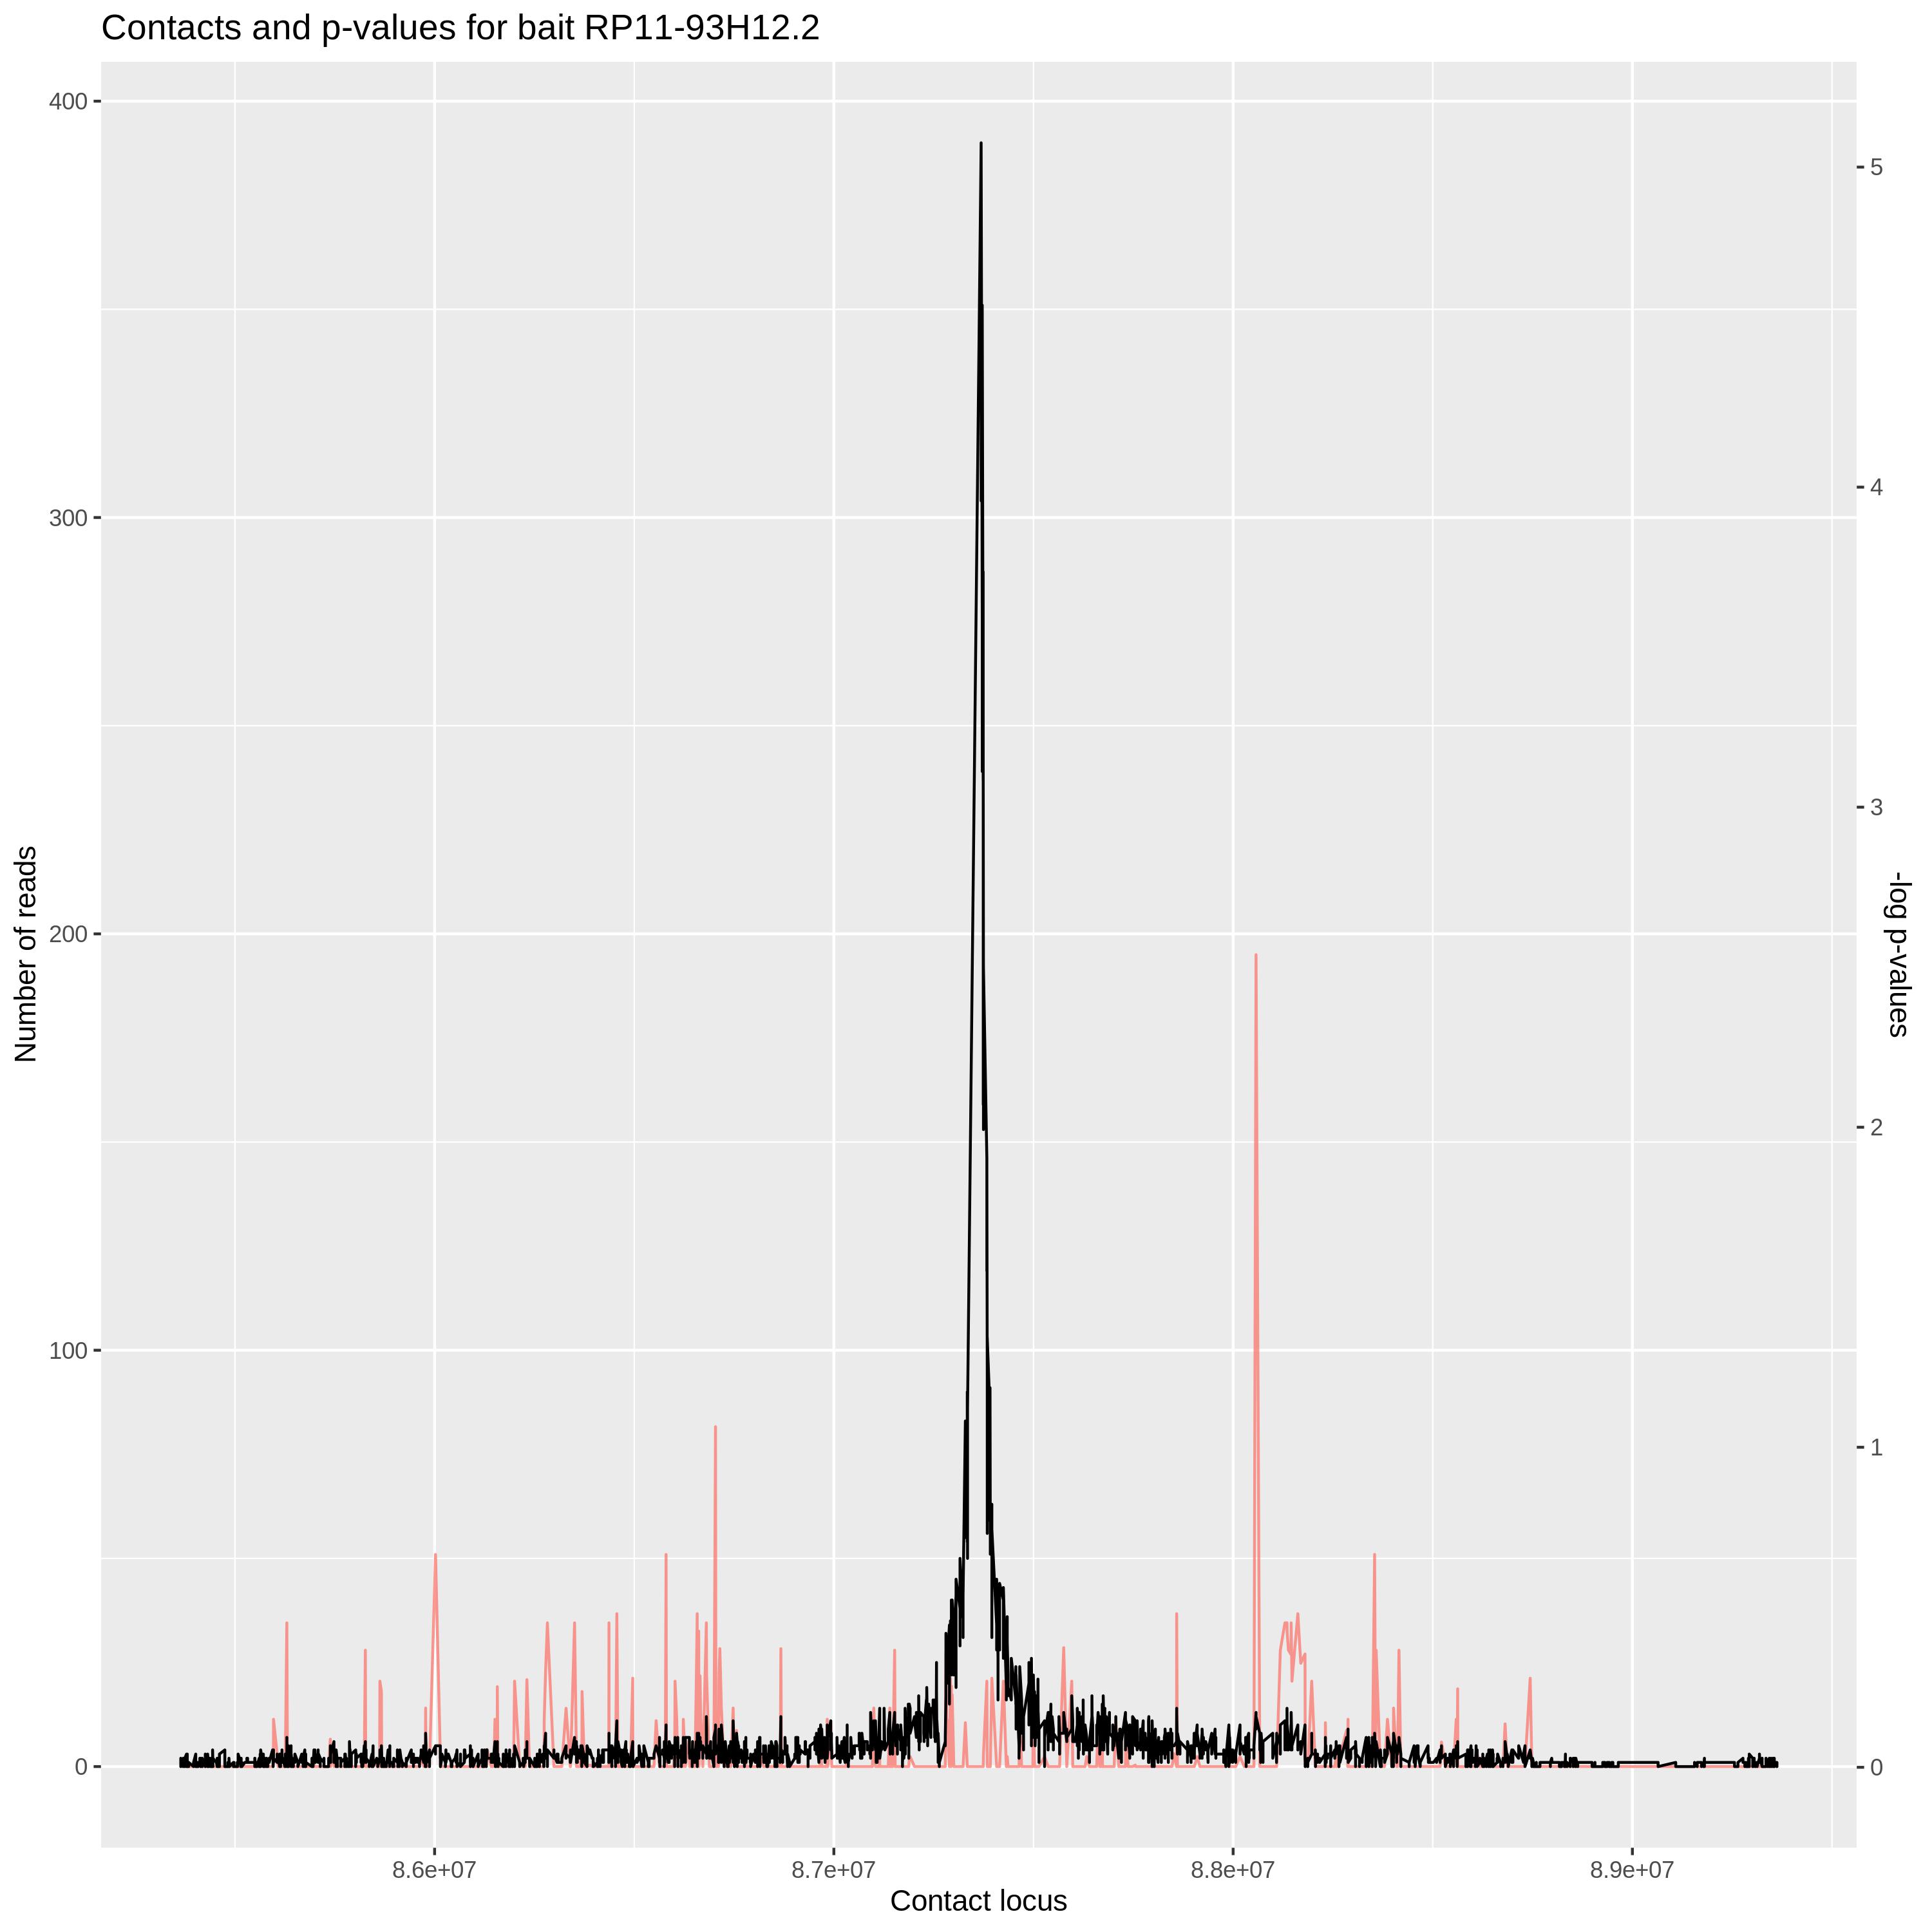 Contacts and p-values for bait RP11-93H12.2
400
300
200
100
0
Number of reads
5
4
3
2
1
0
-log p-values
8.6e+07
8.7e+07
8.8e+07
8.9e+07
Contact locus